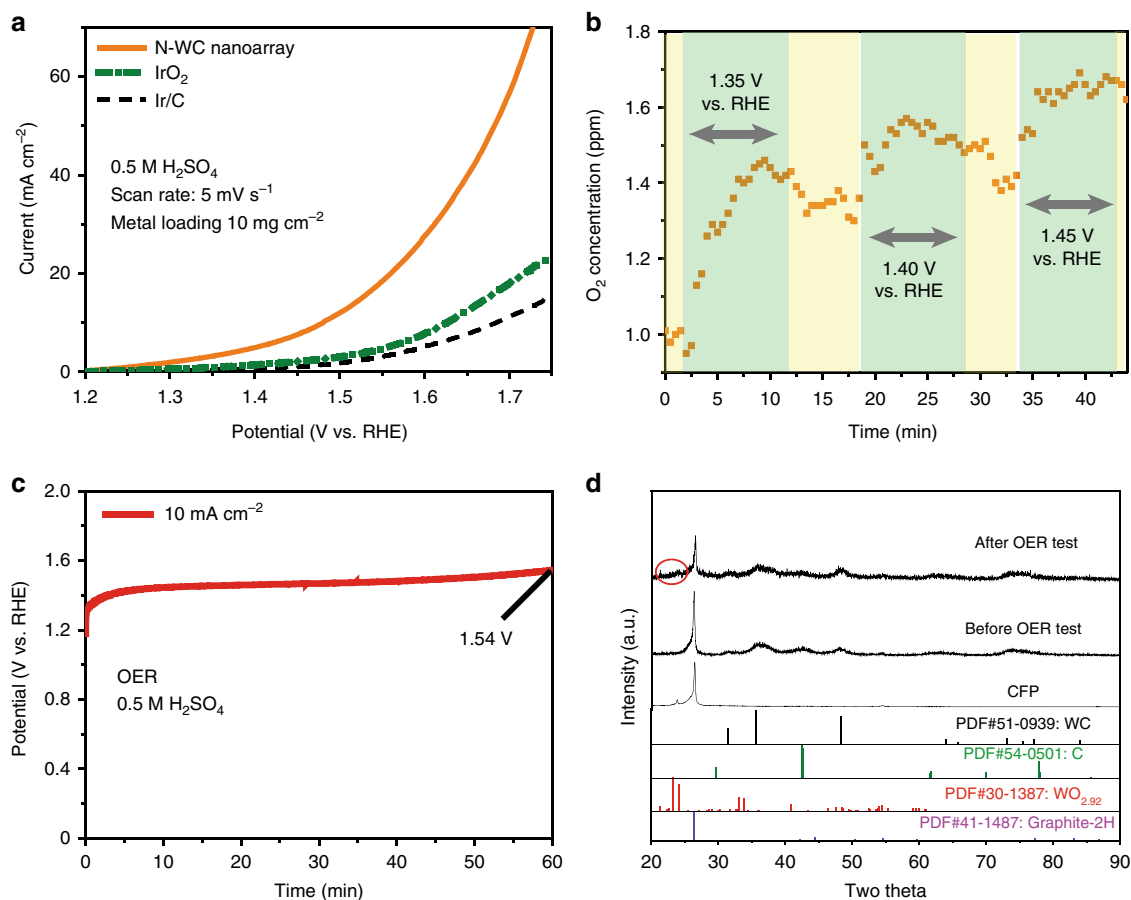 a
N-WC nanoarray
IrO₂
Ir/C
0.5 M H₂SO₄
Scan rate: 5 mV s⁻¹
Metal loading 10 mg cm⁻²
Current (mA cm⁻²)
60
40
20
0
1.2
1.3
1.4
1.5
1.6
1.7
Potential (V vs. RHE)
b
1.35 V
vs. RHE
1.40 V
vs. RHE
1.45 V
vs. RHE
O₂ concentration (ppm)
1.8
1.6
1.4
1.2
1.0
0
5
10
15
20
25
30
35
40
Time (min)
c
10 mA cm⁻²
1.54 V
OER
0.5 M H₂SO₄
Potential (V vs. RHE)
2.0
1.6
1.2
0.8
0.4
0
0
10
20
30
40
50
60
Time (min)
d
After OER test
Before OER test
CFP
PDF#51-0939: WC
PDF#54-0501: C
PDF#30-1387: WO₂.₉₂
PDF#41-1487: Graphite-2H
Intensity (a.u.)
20
30
40
50
60
70
80
90
Two theta